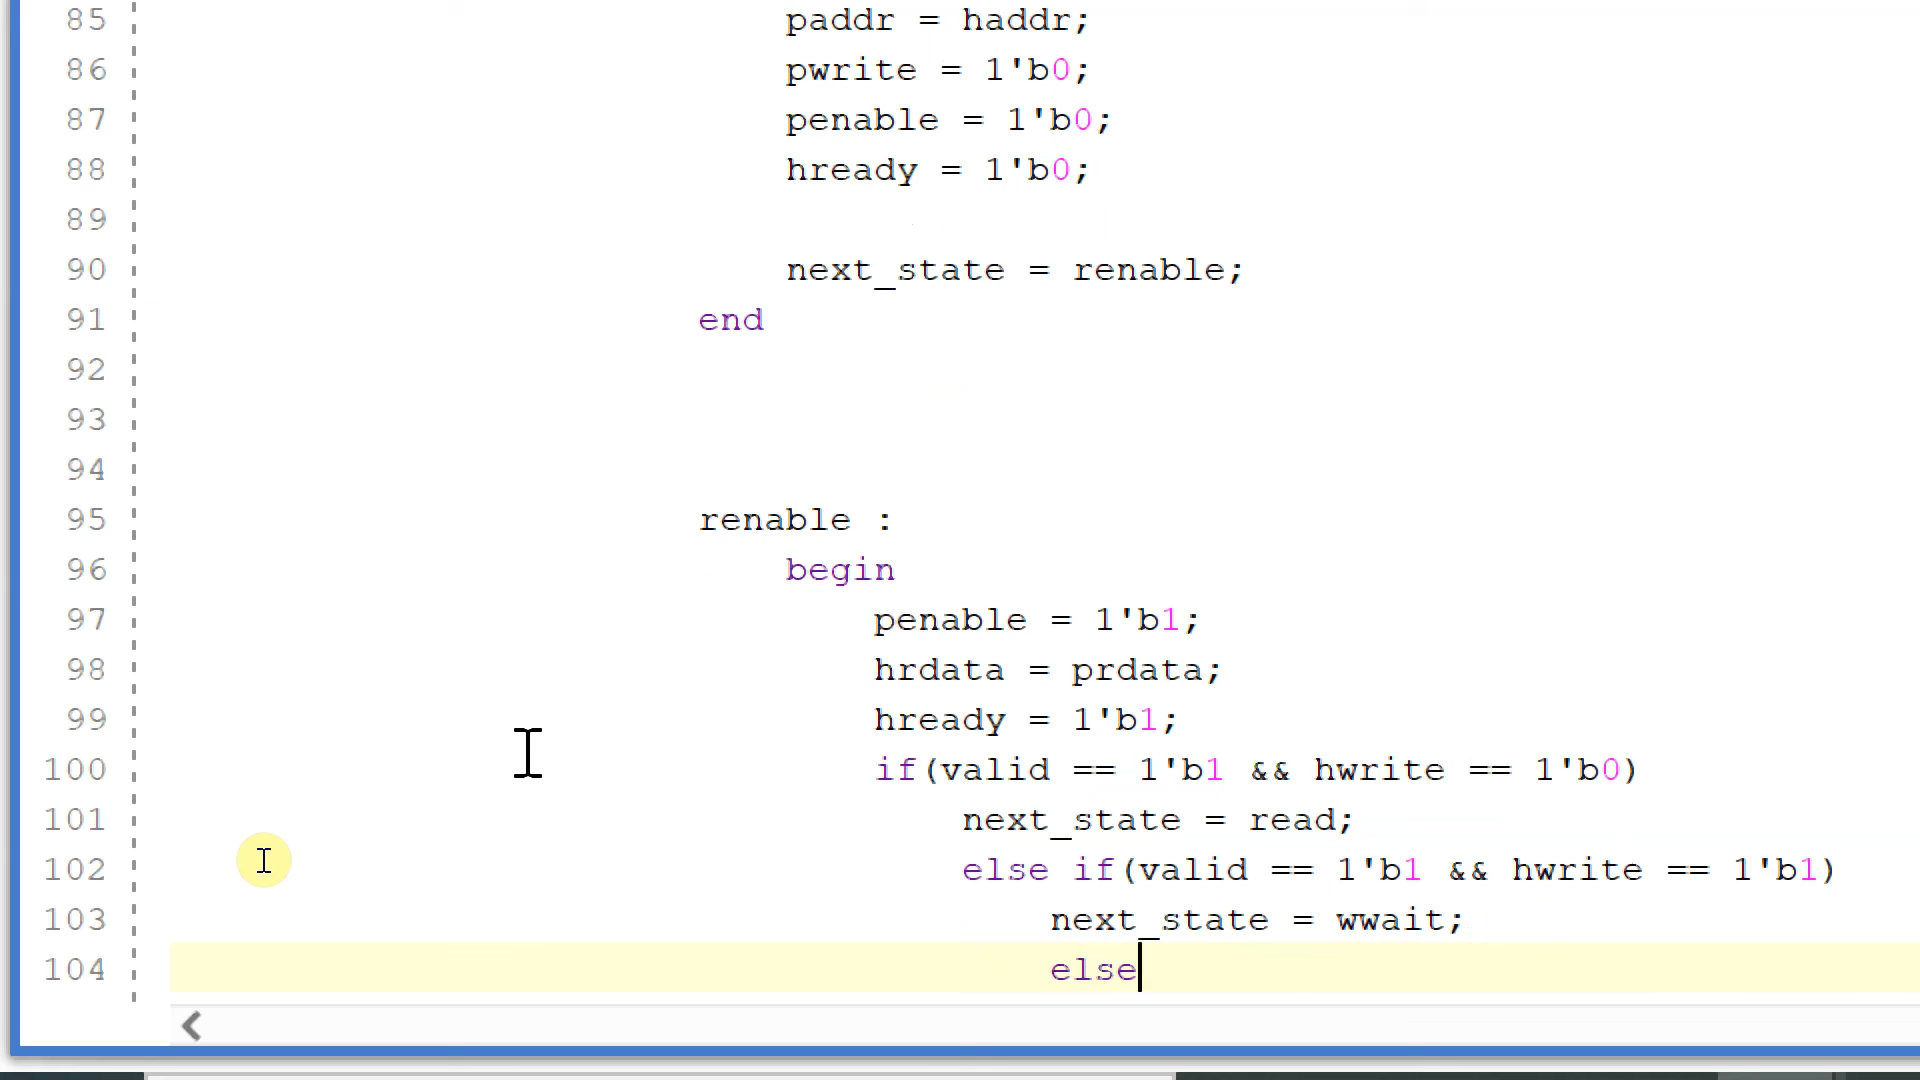 85 paddr = haddr;
86 pwrite = 1'b0;
87 penable = 1'b0;
88 hready = 1'b0;
89
90 next_state = renable;
91 end
92
93
94
95 renable :
96 begin
97 penable = 1'b1;
98 hrdata = prdata;
99 hready = 1'b1;
100 if(valid == 1'b1 && hwrite == 1'b0)
101 next_state = read;
102 else if(valid == 1'b1 && hwrite == 1'b1)
103 next_state = wwait;
104 else